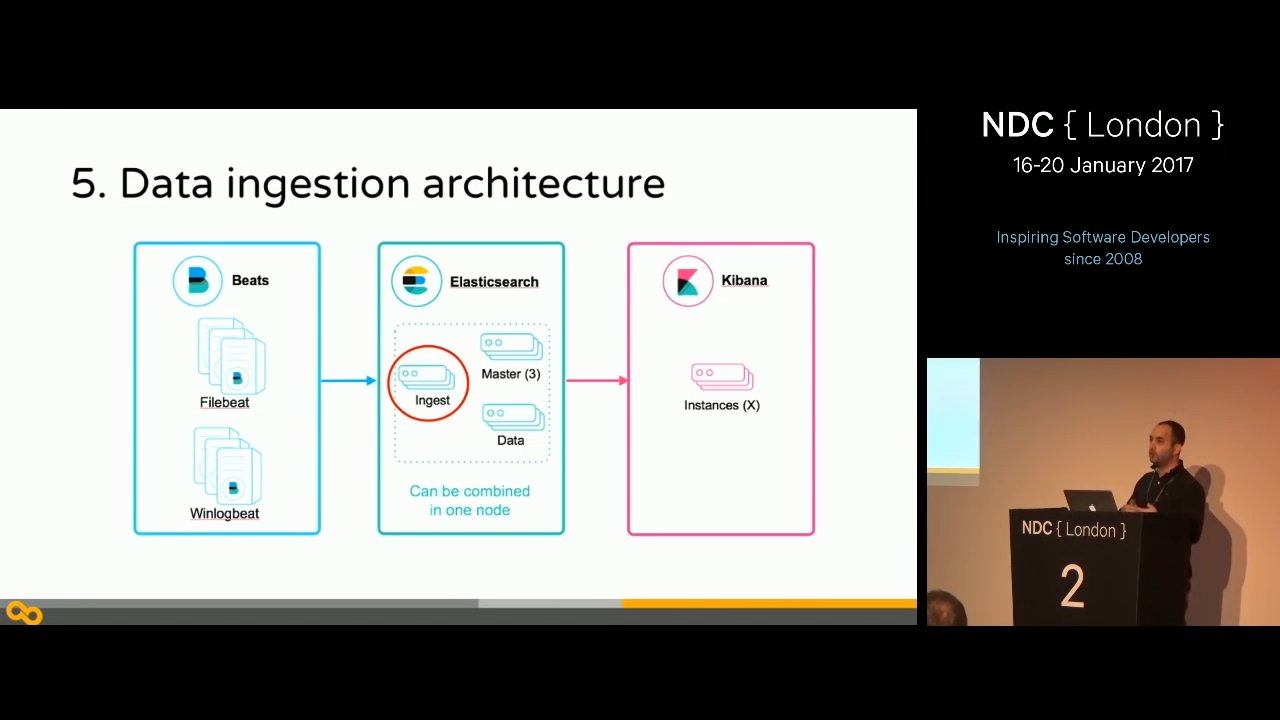 5. Data ingestion architecture
Beats
Filebeat
Winlogbeat
Elasticsearch
Ingest
Master (3)
Data
Can be combined
in one node
Kibana
Instances (X)
NDC { London }
16-20 January 2017
Inspiring Software Developers
since 2008
NDC { London }
2